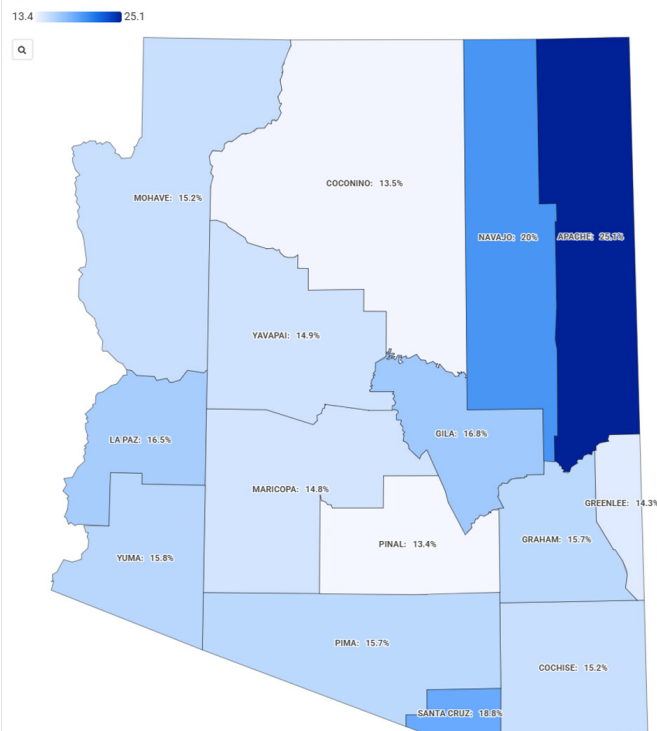 13.4 25.1
COCONINO: 13.5%
MOHAVE: 15.2%
NAVAJO: 20%
APACHE: 25.1%
YAVAPAI: 14.9%
GILA: 16.8%
LA PAZ: 16.5%
MARICOPA: 14.8%
GREENLEE: 14.3%
GRAHAM: 15.7%
PINAL: 13.4%
YUMA: 15.8%
PIMA: 15.7%
COCHISE: 15.2%
SANTA CRUZ: 18.8%